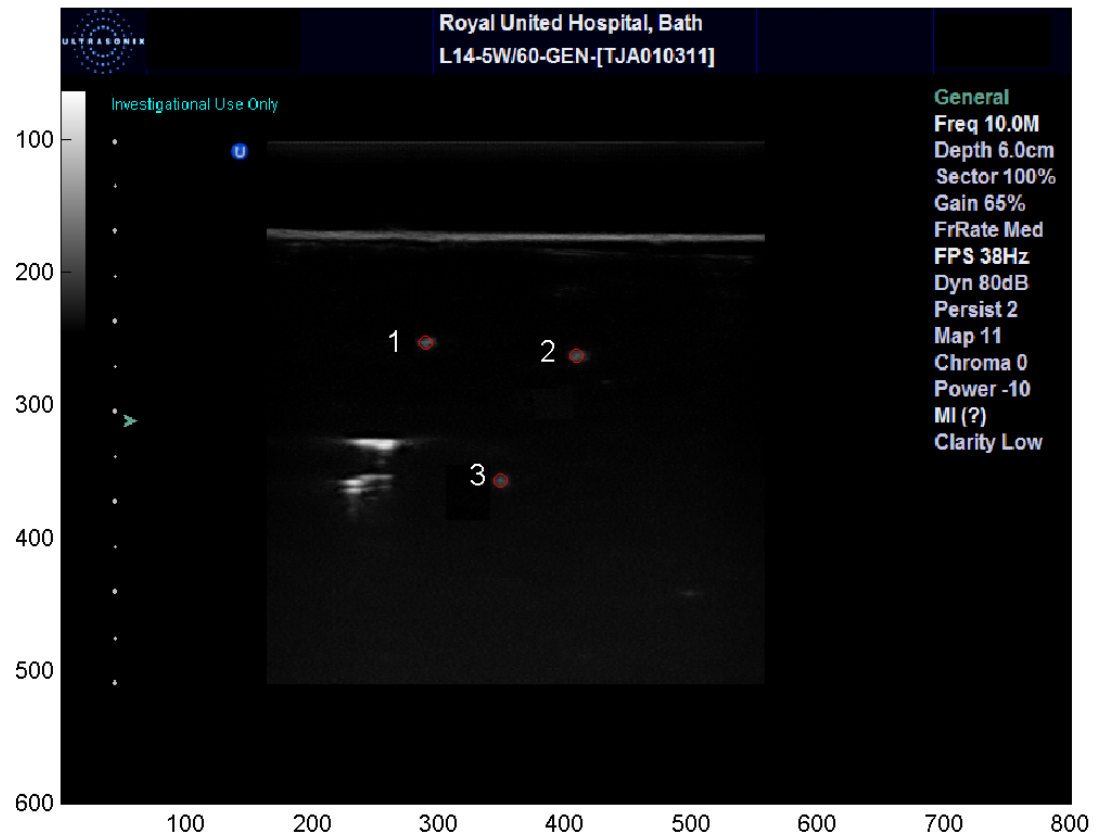 ULTRASONIX
Royal United Hospital, Bath
L14-5W/60-GEN-[TJA010311]
Investigational Use Only
U
General
Freq 10.0M
Depth 6.0cm
Sector 100%
Gain 65%
FrRate Med
FPS 38Hz
Dyn 80dB
Persist 2
Map 11
Chroma 0
Power -10
MI (?)
Clarity Low
1
2
3
100
200
300
400
500
600
100 200 300 400 500 600 700 800